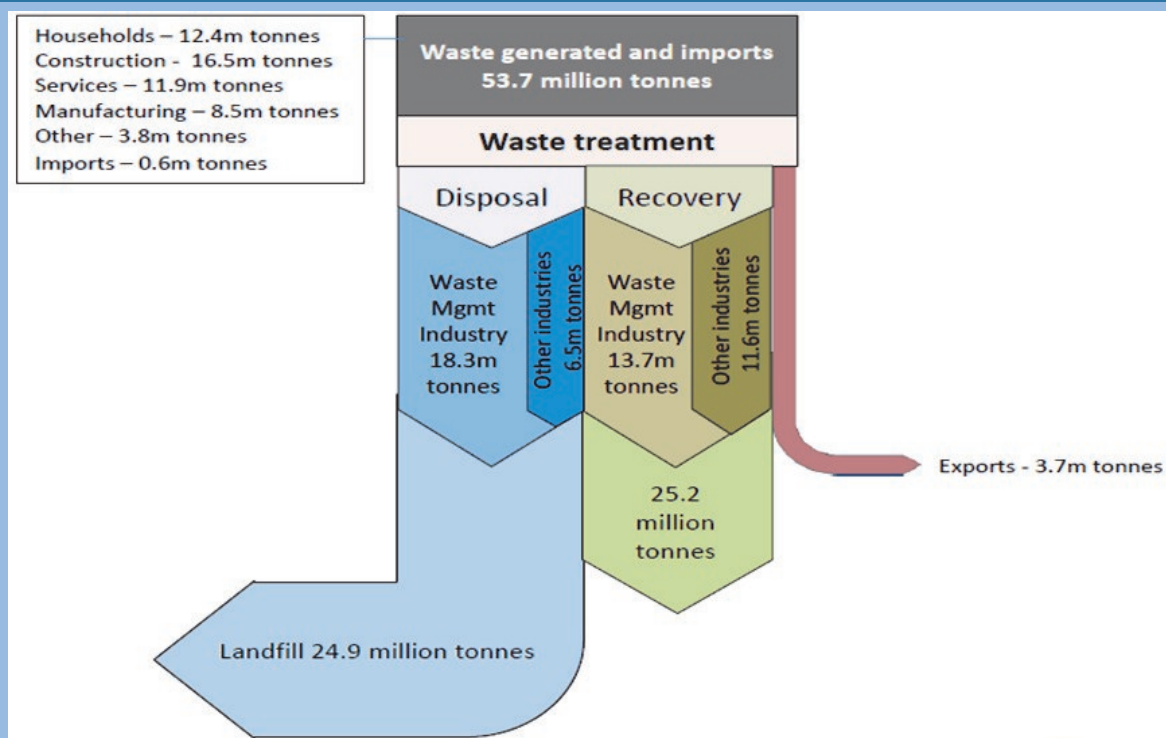 Households – 12.4m tonnes
Construction - 16.5m tonnes
Services – 11.9m tonnes
Manufacturing – 8.5m tonnes
Other – 3.8m tonnes
Imports – 0.6m tonnes
Waste generated and imports
53.7 million tonnes
Waste treatment
Disposal
Recovery
Waste
Mgmt
Industry
18.3m
tonnes
Other industries
6.5m tonnes
Waste
Mgmt
Industry
13.7m
tonnes
Other industries
11.6m tonnes
Exports - 3.7m tonnes
25.2
million
tonnes
Landfill 24.9 million tonnes